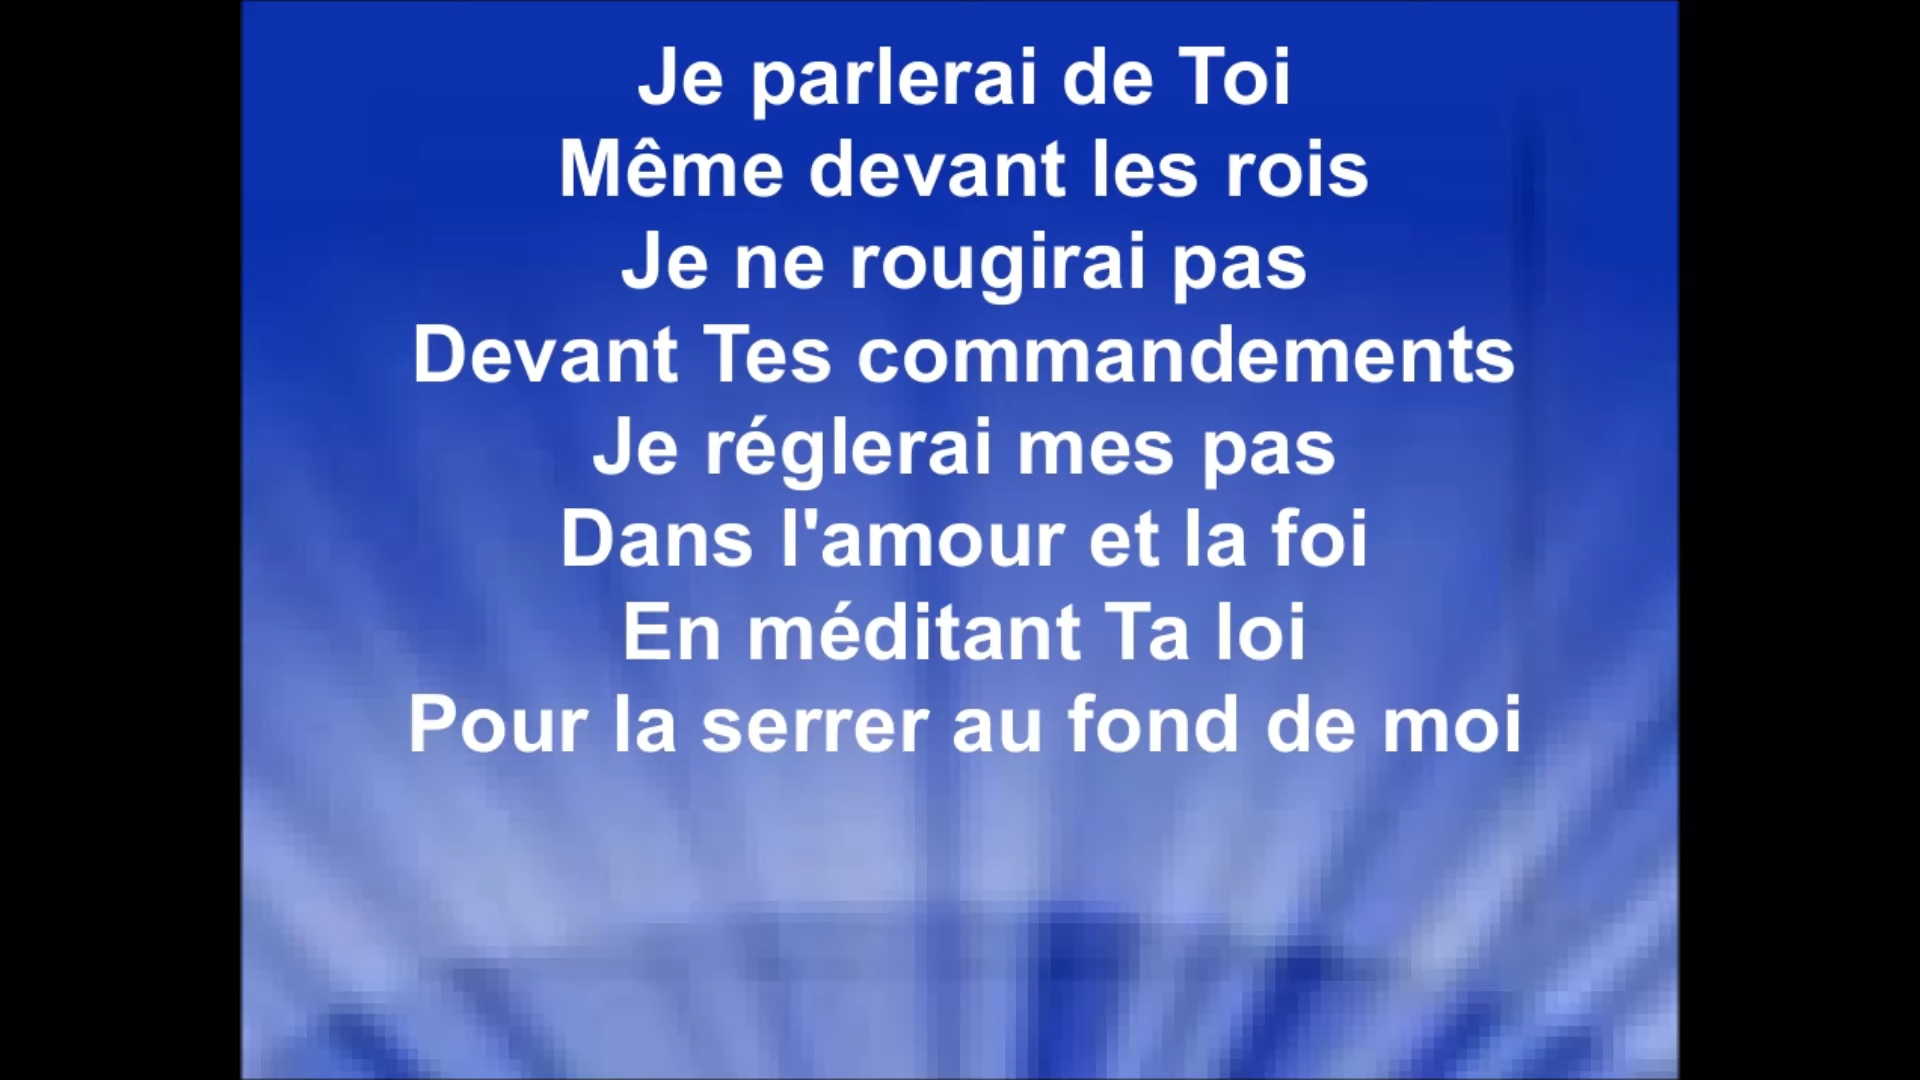 Je parlerai de Toi
Même devant les rois
Je ne rougirai pas
Devant Tes commandements
Je réglerai mes pas
Dans l'amour et la foi
En méditant Ta loi
Pour la serrer au fond de moi